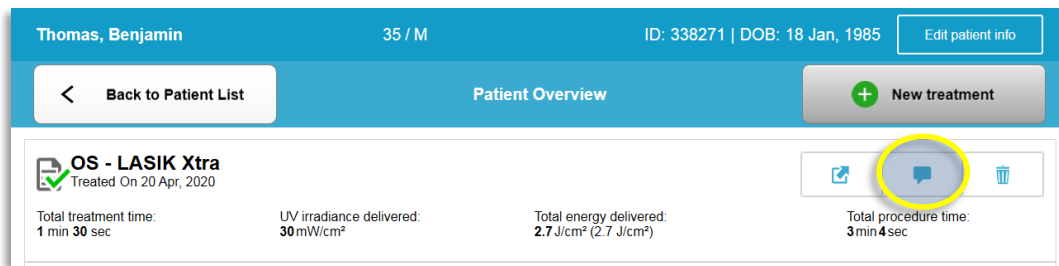 Thomas, Benjamin 35 / M ID: 338271 | DOB: 18 Jan, 1985 Edit patient info
Back to Patient List Patient Overview New treatment
OS - LASIK Xtra
Treated On 20 Apr, 2020
Total treatment time: UV irradiance delivered: Total energy delivered: Total procedure time:
1 min 30 sec 30 mW/cm² 2.7 J/cm² (2.7 J/cm²) 3 min 4 sec